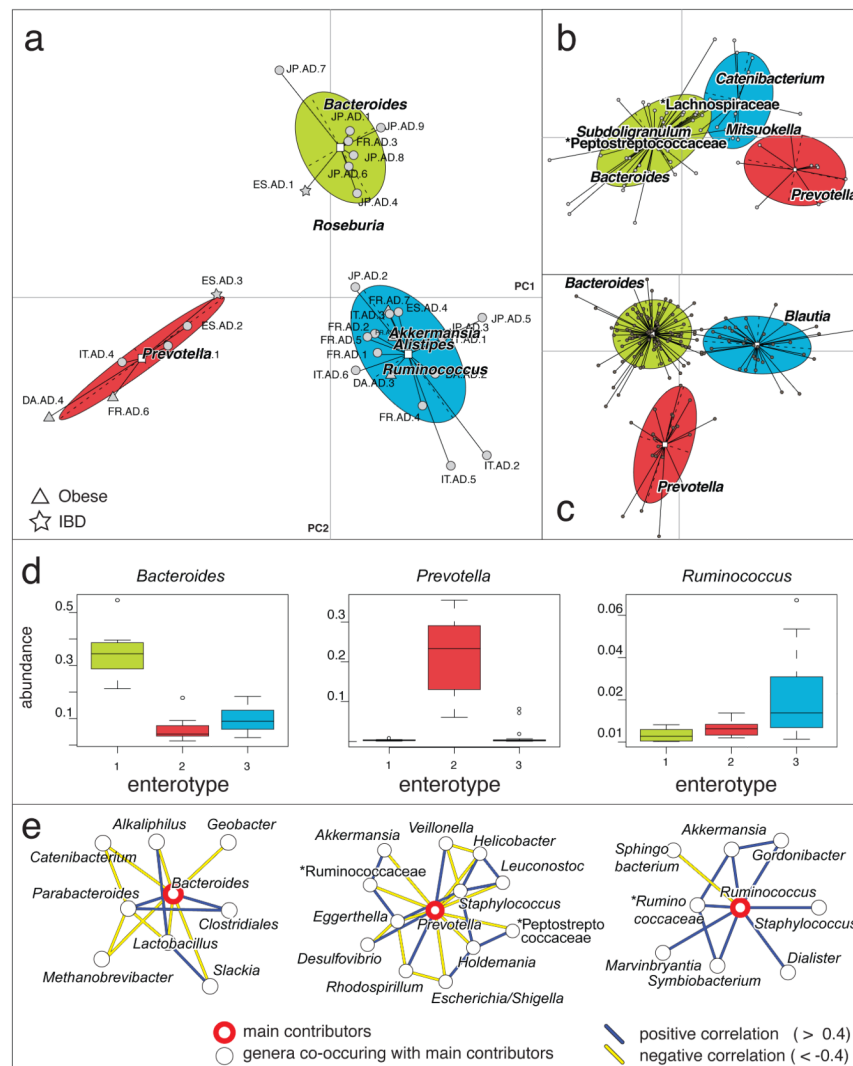 a
JP.AD.7
Bacteroides
JP.AD.1
JP.AD.9
FR.AD.3
JP.AD.8
JP.AD.6
ES.AD.1
JP.AD.4
Roseburia
ES.AD.3
JP.AD.2
PC1
FR.AD.7
ES.AD.4
JP.AD.5
ES.AD.2
IT.AD.3
JP.AD.3
FR.AD.2
Akkermansia
IT.AD.1
IT.AD.4
Prevotella
FR.AD.5
Alistipes
FR.AD.1
Ruminococcus
IT.AD.6
DA.AD.3
DA.AD.2
DA.AD.4
FR.AD.6
FR.AD.4
IT.AD.2
IT.AD.5
Obese
IBD
PC2
b
Catenibacterium
*Lachnospiraceae
Subdoligranulum
Mitsuokella
*Peptostreptococcaceae
Bacteroides
Prevotella
Bacteroides
Blautia
Prevotella
c
d
Bacteroides
Prevotella
Ruminococcus
abundance
0.5
0.3
0.1
1 2 3
enterotype
0.3
0.2
0.1
1 2 3
enterotype
0.06
0.04
0.02
0.01
1 2 3
enterotype
e
Alkaliphilus
Geobacter
Catenibacterium
Bacteroides
Parabacteroides
Clostridiales
Lactobacillus
Methanobrevibacter
Slackia
Veillonella
Akkermansia
Helicobacter
*Ruminococcaceae
Leuconostoc
Staphylococcus
Eggerthella
Prevotella
*Peptostrepto
coccaceae
Desulfovibrio
Holdemania
Rhodospirillum
Escherichia/Shigella
Akkermansia
Sphingo
bacterium
Gordonibacter
Ruminococcus
*Rumino
coccaceae
Staphylococcus
Marvinbryantia
Dialister
Symbiobacterium
main contributors
genera co-occuring with main contributors
positive correlation ( > 0.4)
negative correlation ( < -0.4)